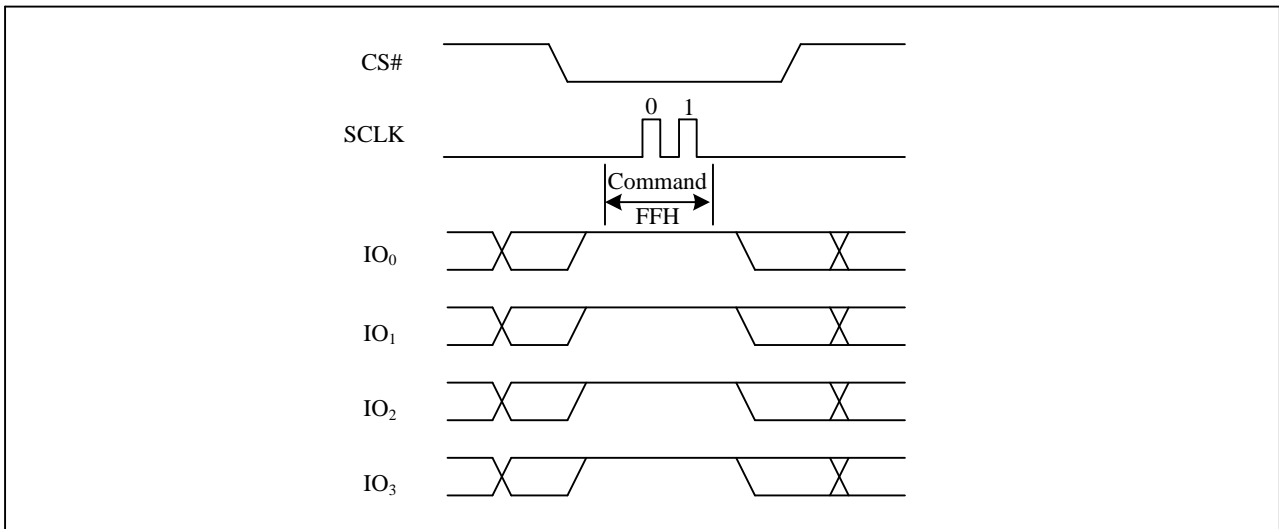 CS#
0 1
SCLK
Command
FFH
IO₀
IO₁
IO₂
IO₃